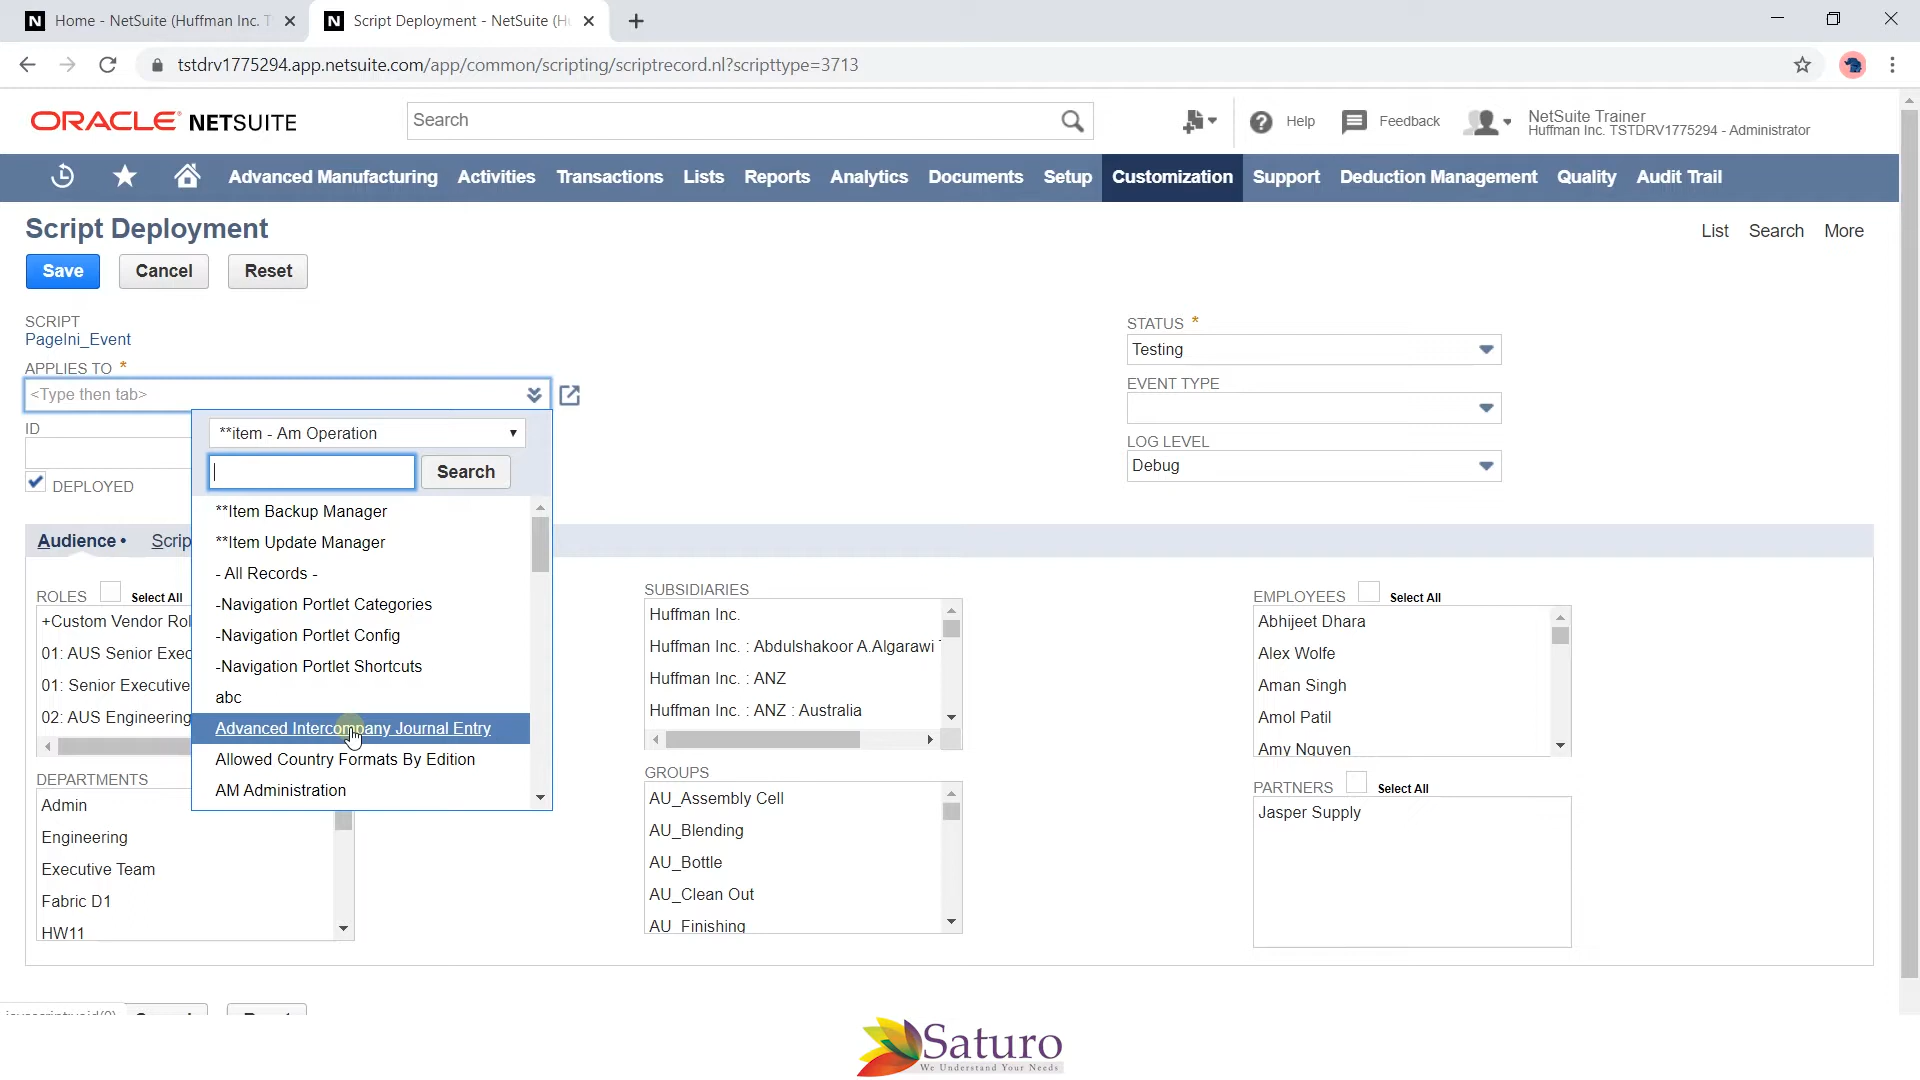 Home - NetSuite (Huffman Inc. T
Script Deployment - NetSuite (H
tstdrv1775294.app.netsuite.com/app/common/scripting/scriptrecord.nl?scripttype=3713
ORACLE NETSUITE
Search
Help
Feedback
NetSuite Trainer
Huffman Inc. TSTDRV1775294 - Administrator
Advanced Manufacturing Activities Transactions Lists Reports Analytics Documents Setup Customization Support Deduction Management Quality Audit Trail
Script Deployment
List Search More
Save Cancel Reset
SCRIPT
PageIni_Event
APPLIES TO *
<Type then tab>
ID
DEPLOYED
STATUS *
Testing
EVENT TYPE
LOG LEVEL
Debug
**item - Am Operation
Search
**Item Backup Manager
**Item Update Manager
- All Records -
-Navigation Portlet Categories
-Navigation Portlet Config
-Navigation Portlet Shortcuts
abc
Advanced Intercompany Journal Entry
Allowed Country Formats By Edition
AM Administration
Audience • Scrip
ROLES Select All
+Custom Vendor Rol
01: AUS Senior Exec
01: Senior Executive
02: AUS Engineering
DEPARTMENTS
Admin
Engineering
Executive Team
Fabric D1
HW11
SUBSIDIARIES
Huffman Inc.
Huffman Inc. : Abdulshakoor A.Algarawi
Huffman Inc. : ANZ
Huffman Inc. : ANZ : Australia
GROUPS
AU_Assembly Cell
AU_Blending
AU_Bottle
AU_Clean Out
AU_Finishing
EMPLOYEES Select All
Abhijeet Dhara
Alex Wolfe
Aman Singh
Amol Patil
Amy Nguyen
PARTNERS Select All
Jasper Supply
Saturo
We Understand Your Needs